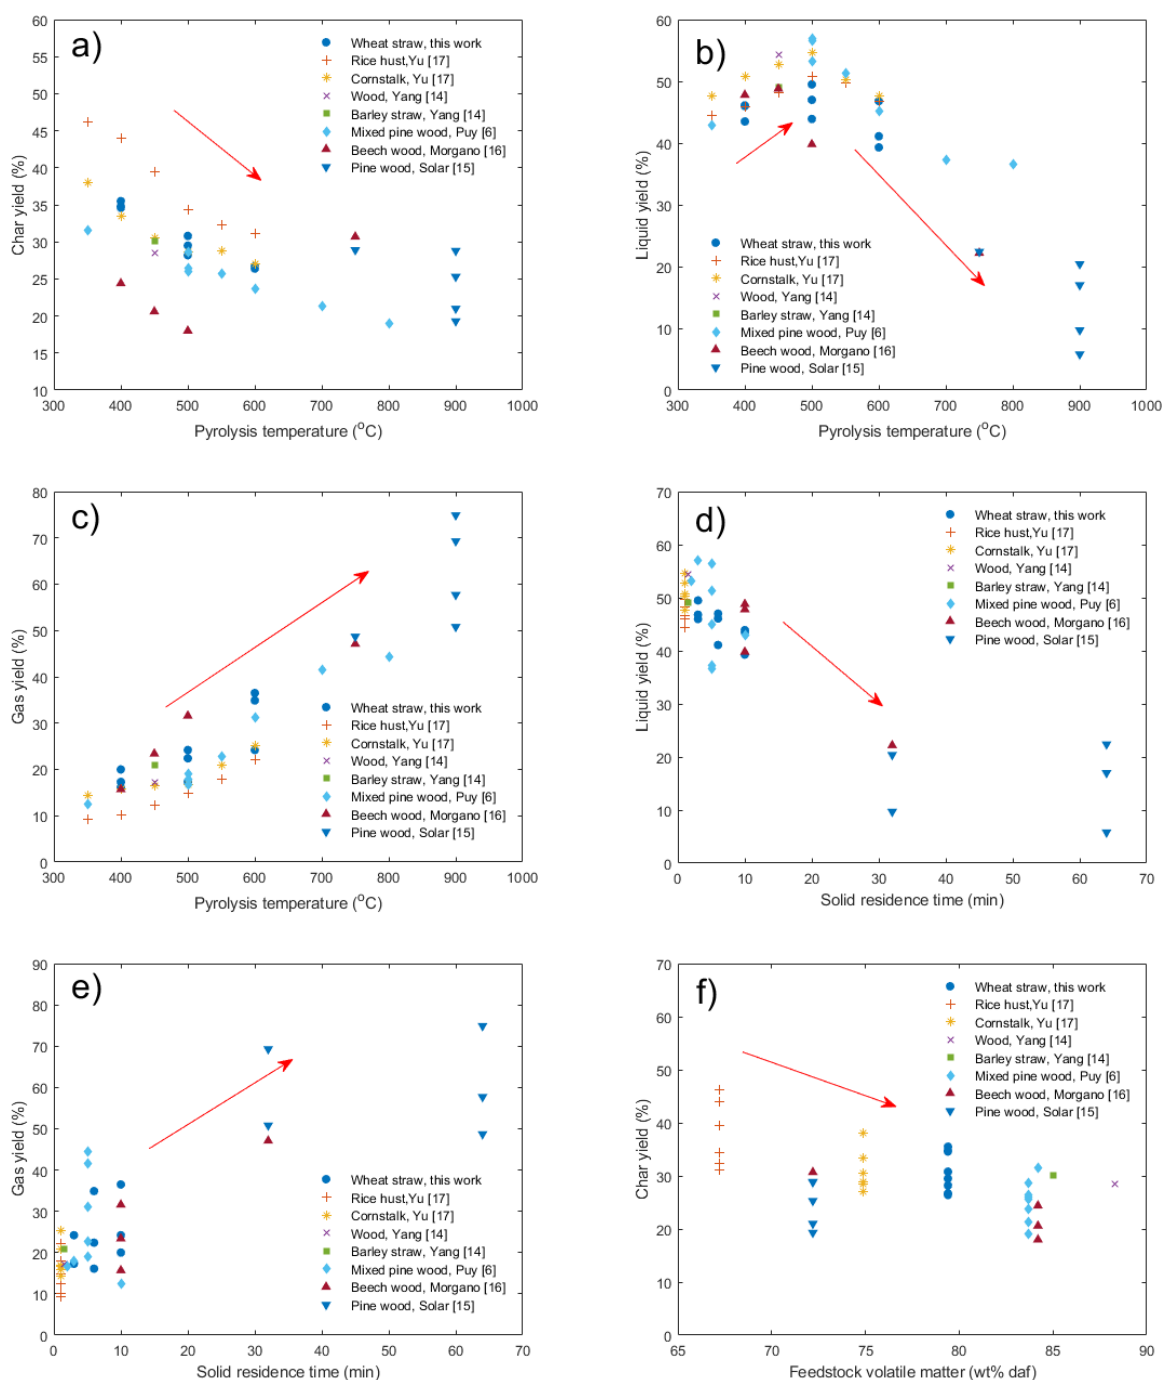 a)
60
55
50
45
40
35
30
25
20
15
10
Char yield (%)
Wheat straw, this work
Rice hust,Yu [17]
Cornstalk, Yu [17]
Wood, Yang [14]
Barley straw, Yang [14]
Mixed pine wood, Puy [6]
Beech wood, Morgano [16]
Pine wood, Solar [15]
300 400 500 600 700 800 900 1000
Pyrolysis temperature (°C)
b)
60
50
40
30
20
10
0
Liquid yield (%)
Wheat straw, this work
Rice hust,Yu [17]
Cornstalk, Yu [17]
Wood, Yang [14]
Barley straw, Yang [14]
Mixed pine wood, Puy [6]
Beech wood, Morgano [16]
Pine wood, Solar [15]
300 400 500 600 700 800 900 1000
Pyrolysis temperature (°C)
c)
80
70
60
50
40
30
20
10
0
Gas yield (%)
Wheat straw, this work
Rice hust,Yu [17]
Cornstalk, Yu [17]
Wood, Yang [14]
Barley straw, Yang [14]
Mixed pine wood, Puy [6]
Beech wood, Morgano [16]
Pine wood, Solar [15]
300 400 500 600 700 800 900 1000
Pyrolysis temperature (°C)
d)
70
60
50
40
30
20
10
0
Liquid yield (%)
Wheat straw, this work
Rice hust,Yu [17]
Cornstalk, Yu [17]
Wood, Yang [14]
Barley straw, Yang [14]
Mixed pine wood, Puy [6]
Beech wood, Morgano [16]
Pine wood, Solar [15]
0 10 20 30 40 50 60 70
Solid residence time (min)
e)
90
80
70
60
50
40
30
20
10
0
Gas yield (%)
Wheat straw, this work
Rice hust,Yu [17]
Cornstalk, Yu [17]
Wood, Yang [14]
Barley straw, Yang [14]
Mixed pine wood, Puy [6]
Beech wood, Morgano [16]
Pine wood, Solar [15]
0 10 20 30 40 50 60 70
Solid residence time (min)
f)
70
60
50
40
30
20
10
0
Char yield (%)
Wheat straw, this work
Rice hust,Yu [17]
Cornstalk, Yu [17]
Wood, Yang [14]
Barley straw, Yang [14]
Mixed pine wood, Puy [6]
Beech wood, Morgano [16]
Pine wood, Solar [15]
65 70 75 80 85 90
Feedstock volatile matter (wt% daf)